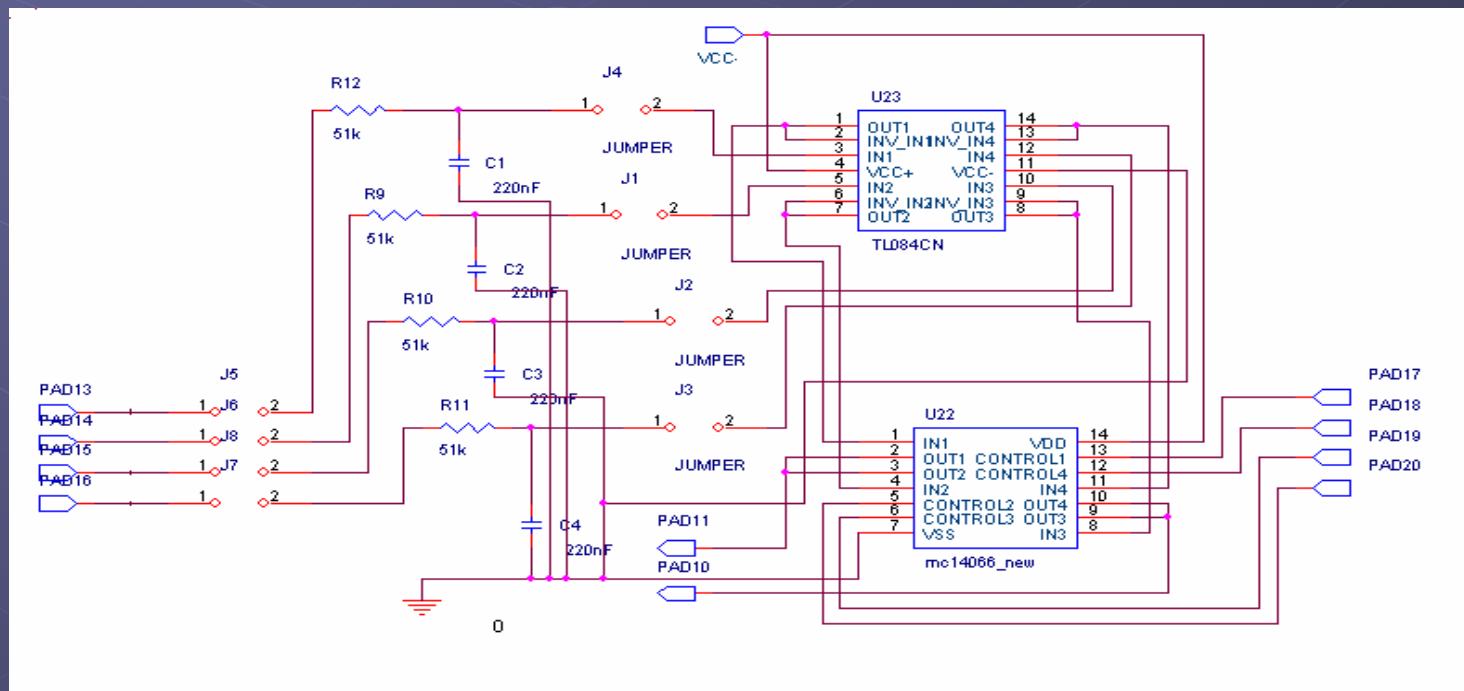 VCC-
R12
51k
J4
1 2
JUMPER
C1
220nF
R9
51k
J1
1 2
JUMPER
C2
220nF
R10
51k
J2
1 2
JUMPER
C3
220nF
R11
51k
J3
1 2
JUMPER
C4
220nF
U23
1 OUT1 OUT4 14
2 INV_IN1 INV_IN4 13
3 IN1 IN4 12
4 VCC+ VCC- 11
5 IN2 IN3 10
6 INV_IN2 INV_IN3 9
7 OUT2 OUT3 8
TL084CN
PAD13
J5
1 2
PAD14
J6
1 2
PAD15
J8
1 2
PAD16
J7
1 2
U22
1 IN1 VDD 14
2 OUT1 CONTROL1 13
3 OUT2 CONTROL4 12
4 IN2 IN4 11
5 CONTROL2 OUT4 10
6 CONTROL3 OUT3 9
7 VSS IN3 8
mc14066_new
PAD17
PAD18
PAD19
PAD20
PAD11
PAD10
0